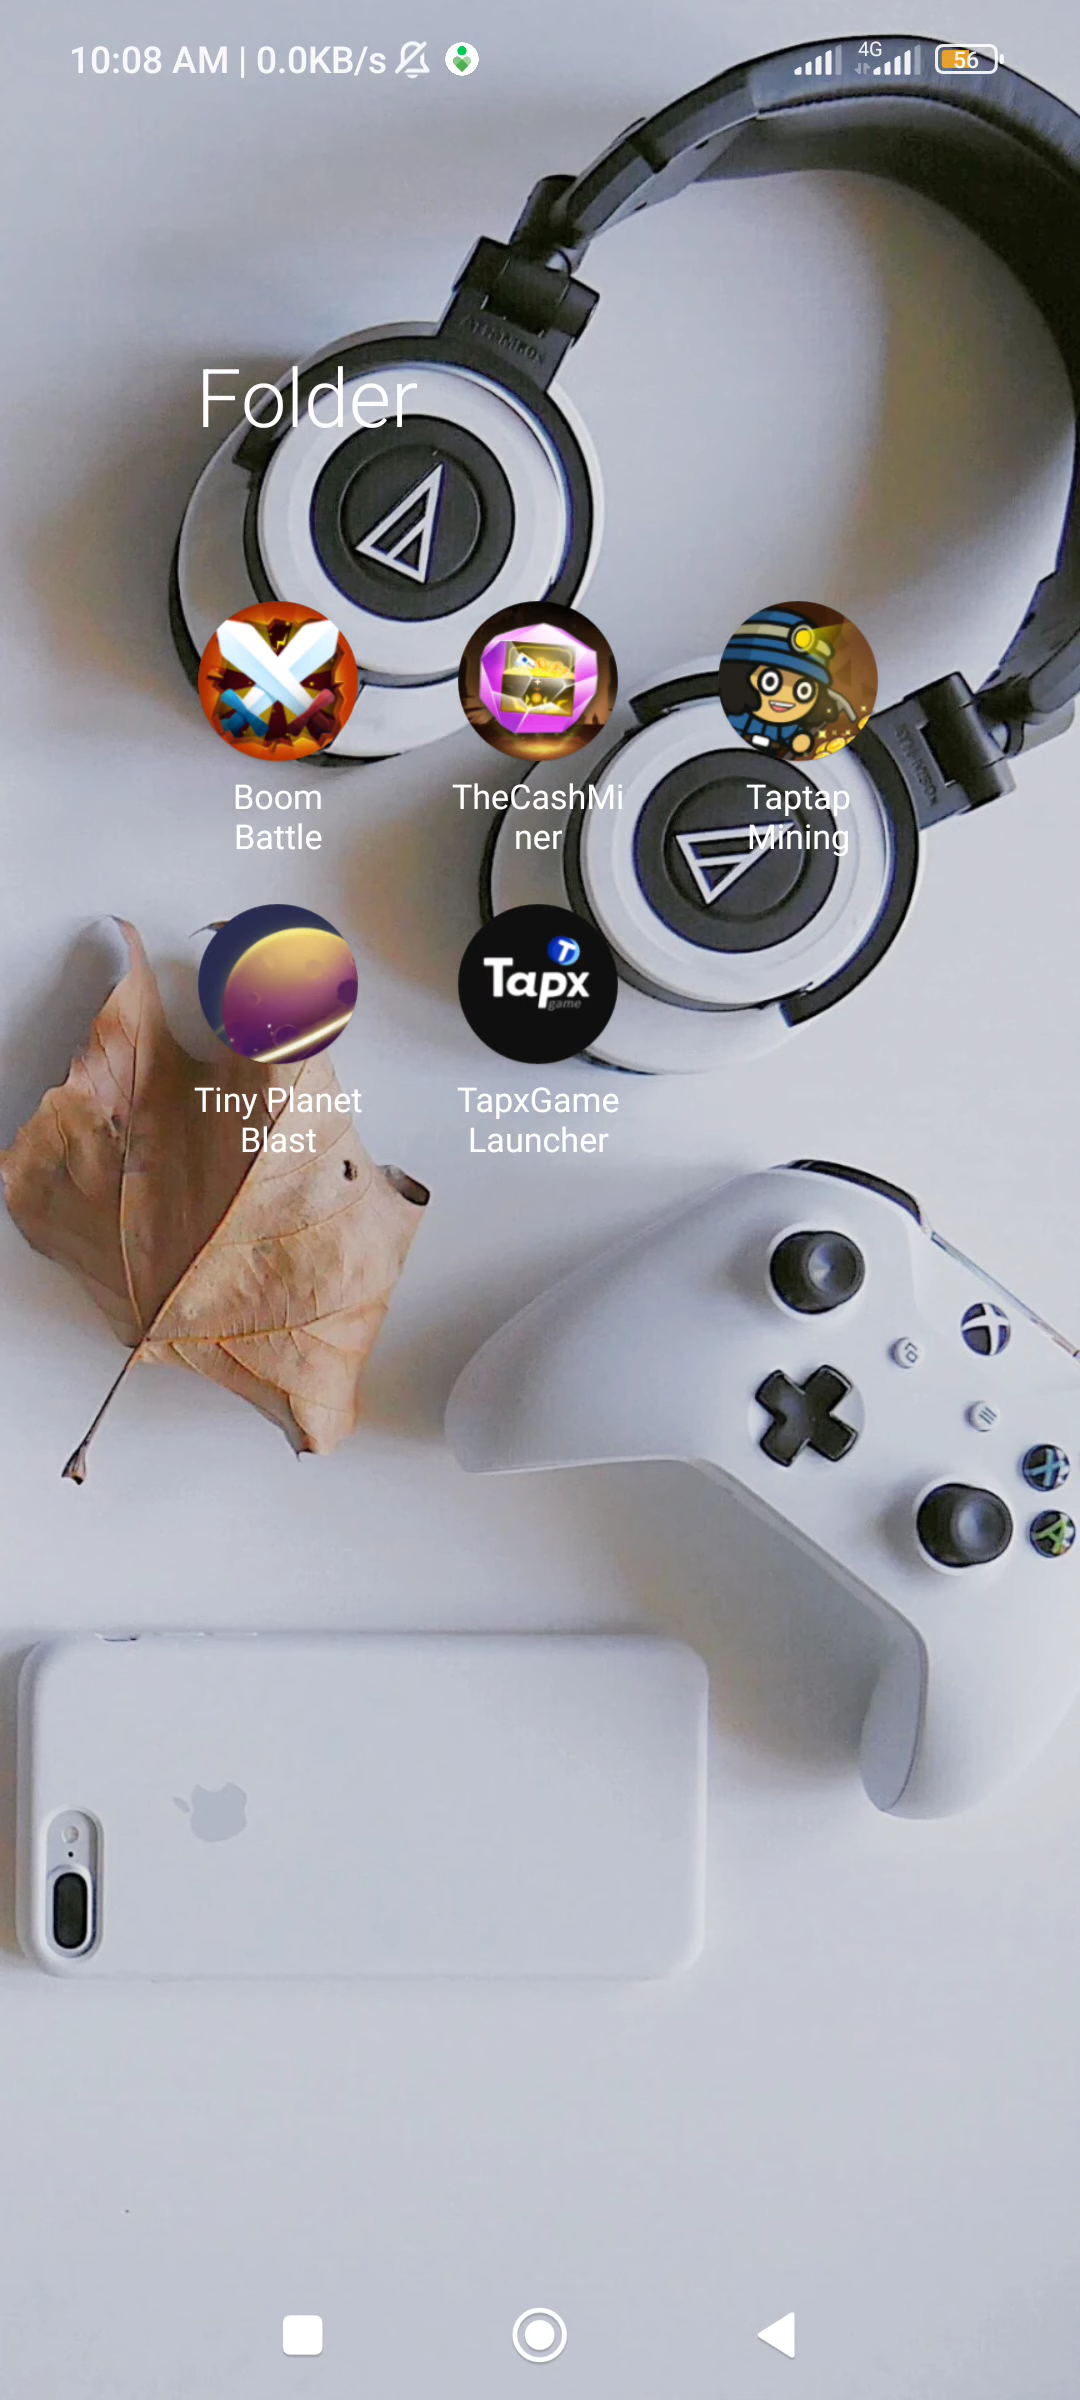 10:08 AM | 0.0KB/s
4G
56
Folder
Boom
Battle
TheCashMi
ner
Taptap
Mining
Tapx
game
Tiny Planet
Blast
TapxGame
Launcher
X
A